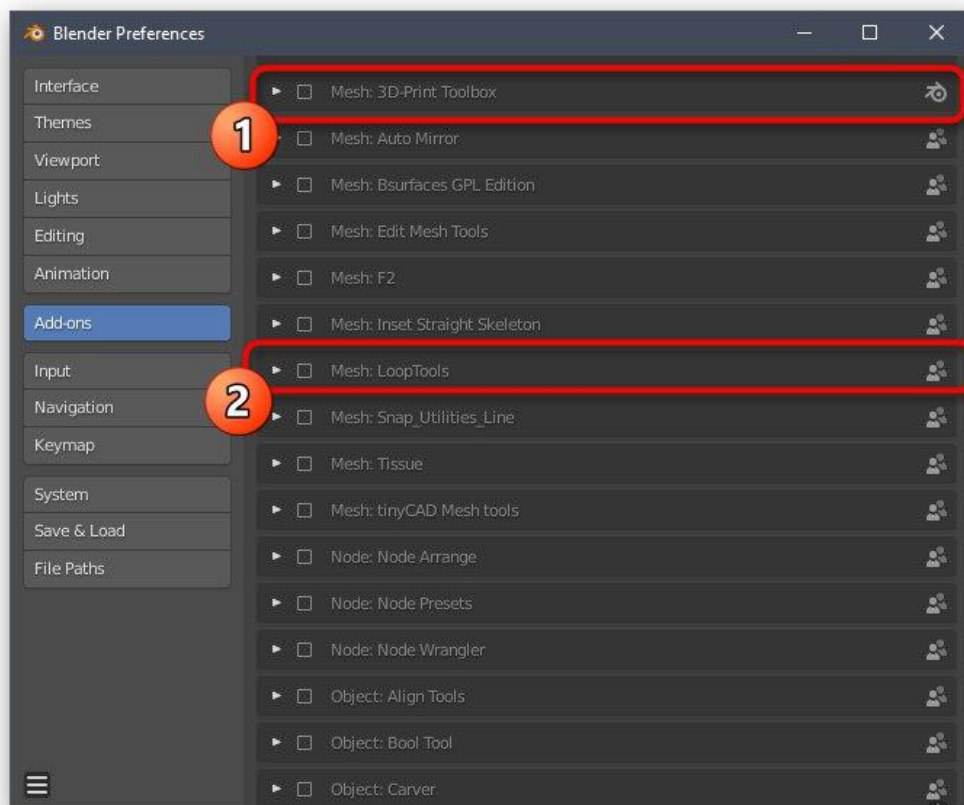 Blender Preferences
Interface
Themes
Viewport
Lights
Editing
Animation
Add-ons
Input
Navigation
Keymap
System
Save & Load
File Paths
1
2
Mesh: 3D-Print Toolbox
Mesh: Auto Mirror
Mesh: Bsurfaces GPL Edition
Mesh: Edit Mesh Tools
Mesh: F2
Mesh: Inset Straight Skeleton
Mesh: LoopTools
Mesh: Snap_Utilities_Line
Mesh: Tissue
Mesh: tinyCAD Mesh tools
Node: Node Arrange
Node: Node Presets
Node: Node Wrangler
Object: Align Tools
Object: Bool Tool
Object: Carver